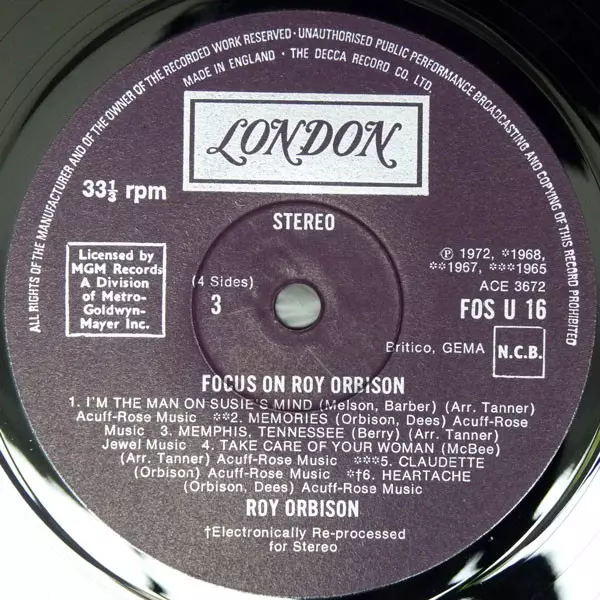 ALL RIGHTS OF THE MANUFACTURER AND OF THE OWNER OF THE RECORDED WORK RESERVED · UNAUTHORISED PUBLIC PERFORMANCE BROADCASTING AND COPYING OF THIS RECORD PROHIBITED
MADE IN ENGLAND · THE DECCA RECORD CO. LTD.
LONDON
33⅓ rpm
STEREO
Licensed by
MGM Records
A Division
of Metro-
Goldwyn-
Mayer Inc.
(4 Sides)
3
℗ 1972, ✲1968,
✲✲1967, ✲✲✲1965
ACE 3672
FOS U 16
Britico, GEMA
N.C.B.
FOCUS ON ROY ORBISON
1. I'M THE MAN ON SUSIE'S MIND (Melson, Barber) (Arr. Tanner)
Acuff-Rose Music ✲✲2. MEMORIES (Orbison, Dees) Acuff-Rose
Music 3. MEMPHIS, TENNESSEE (Berry) (Arr. Tanner)
Jewel Music 4. TAKE CARE OF YOUR WOMAN (McBee)
(Arr. Tanner) Acuff-Rose Music ✲✲✲5. CLAUDETTE
(Orbison) Acuff-Rose Music ✲†6. HEARTACHE
(Orbison, Dees) Acuff-Rose Music
ROY ORBISON
†Electronically Re-processed
for Stereo